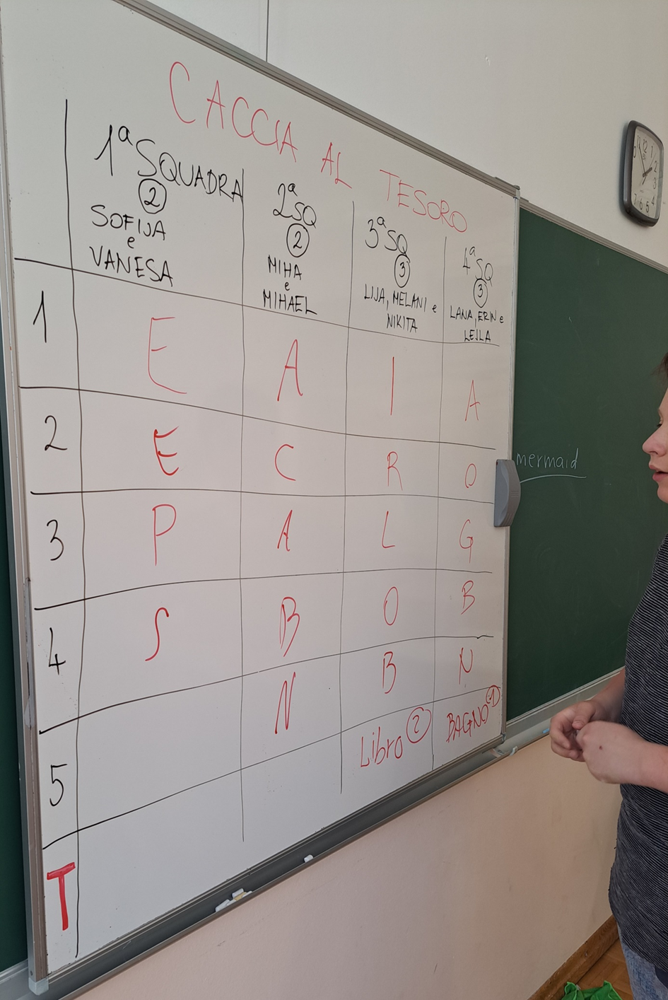 CACCIA AL TESORO
1ª SQUADRA
2
SOFIJA
e
VANESA
2ª SQ
2
MIHA
e
MIHAEL
3ª SQ
3
LIJA, MELANI e
NIKITA
4ª SQ
3
LANA, ERIN e
LEJLA
1 E A I A
2 E C R O
3 P A L G
4 S B O B
5 N B N
T Libro 2 BAGNO 1
mermaid